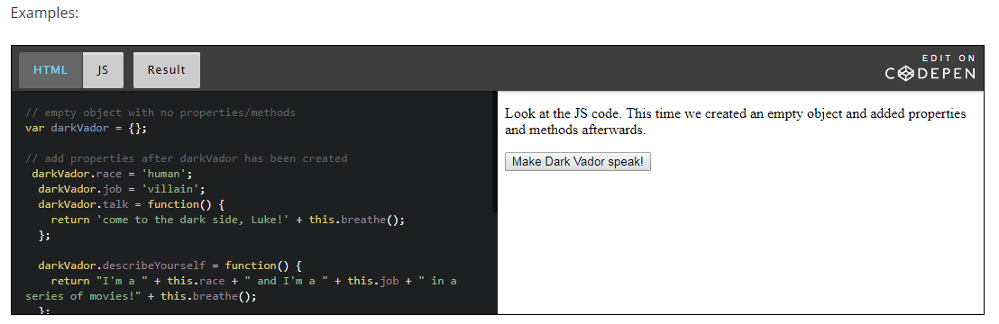 Examples:
HTML JS Result
EDIT ON
CODEPEN
// empty object with no properties/methods
var darkVador = {};
// add properties after darkVador has been created
darkVador.race = 'human';
darkVador.job = 'villain';
darkVador.talk = function() {
return 'come to the dark side, Luke!' + this.breathe();
};
darkVador.describeYourself = function() {
return "I'm a " + this.race + " and I'm a " + this.job + " in a
series of movies!" + this.breathe();
};
Look at the JS code. This time we created an empty object and added properties
and methods afterwards.
Make Dark Vador speak!